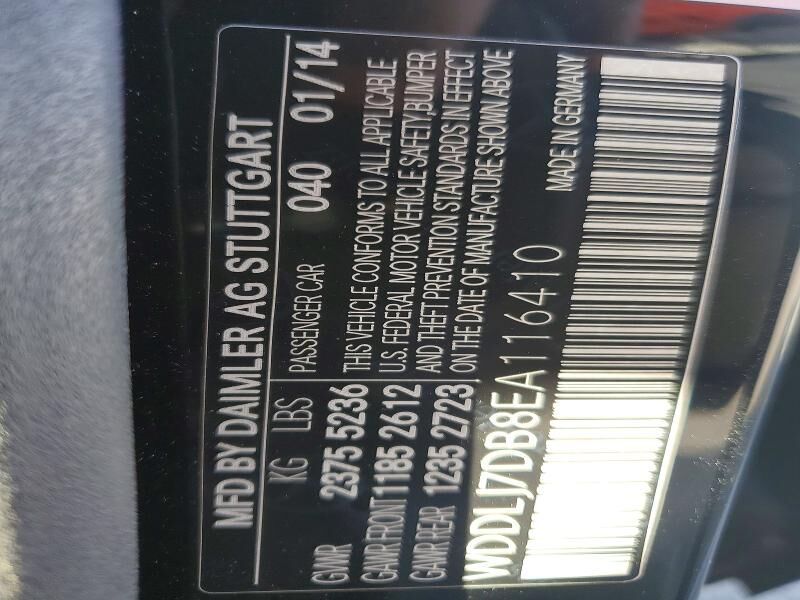 MFD BY DAIMLER AG STUTTGART
KG LBS PASSENGER CAR 040 01/14
GWR 2375 5236 THIS VEHICLE CONFORMS TO ALL APPLICABLE
GAWR FRONT 1185 2612 U.S. FEDERAL MOTOR VEHICLE SAFETY,BUMPER
GAWR REAR 1235 2723 AND THEFT PREVENTION STANDARDS IN EFFECT
ON THE DATE OF MANUFACTURE SHOWN ABOVE
WDDLJ7DB8EA116410 MADE IN GERMANY